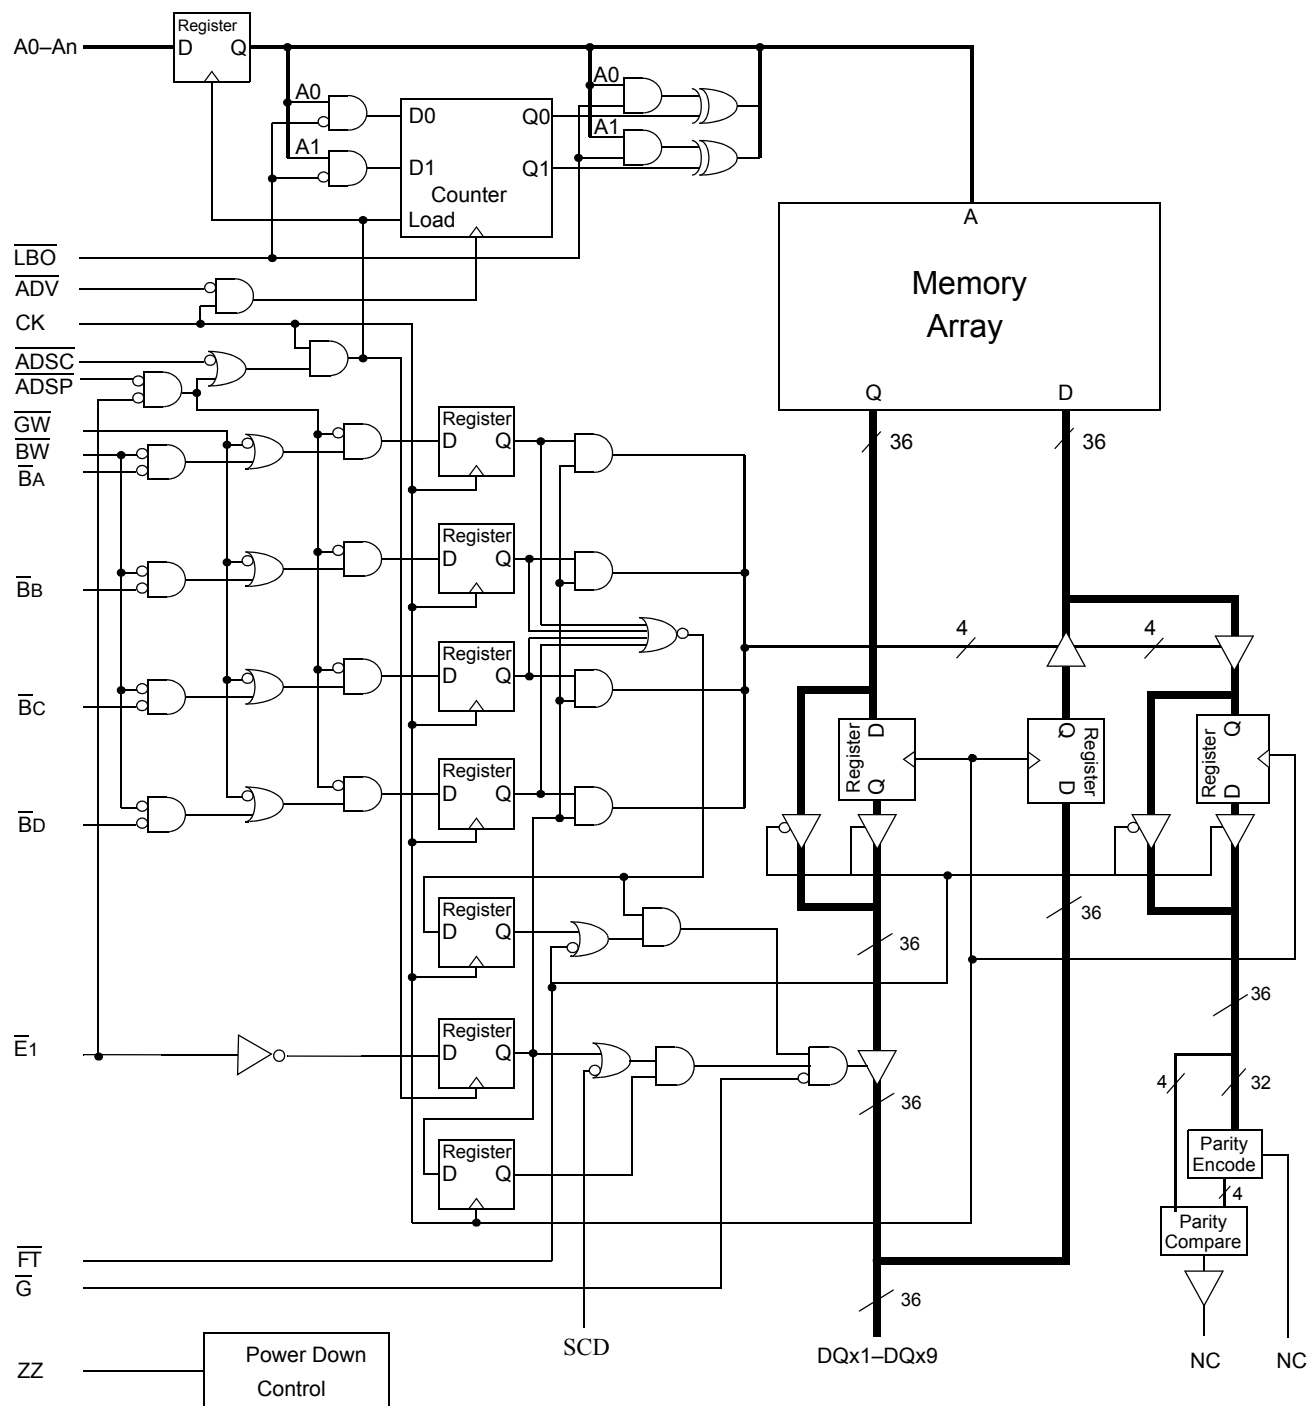 Register
A0–An
D Q
A0
A0
D0
Q0
A1
A1
D1
Q1
Counter
Load
A
LBO
Memory
Array
ADV
CK
ADSC
ADSP
Q
D
GW
Register
BW
D Q
36
36
BA
Register
D Q
BB
4
4
Register
D Q
BC
D
Q
Register
Q
D
Register
Q
D
Register
Register
D Q
BD
Register
D Q
36
36
36
Register
E1
D Q
4
32
36
Register
D Q
Parity
Encode
4
Parity
Compare
FT
G
36
SCD
DQx1–DQx9
NC
NC
ZZ
Power Down
Control